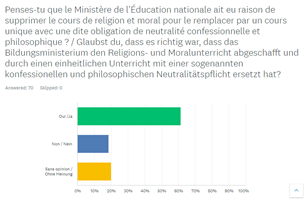 Penses-tu que le Ministère de l'Éducation nationale ait eu raison de
supprimer le cours de religion et moral pour le remplacer par un cours
unique avec une dite obligation de neutralité confessionnelle et
philosophique ? / Glaubst du, dass es richtig war, dass das
Bildungsministerium den Religions- und Moralunterricht abgeschafft und
durch einen einheitlichen Unterricht mit einer sogenannten
konfessionellen und philosophischen Neutralitätspflicht ersetzt hat?
Answered: 70 Skipped: 0
Oui /Ja
Non / Nein
Sans opinion /
Ohne Meinung
0% 10% 20% 30% 40% 50% 60% 70% 80% 90% 100%